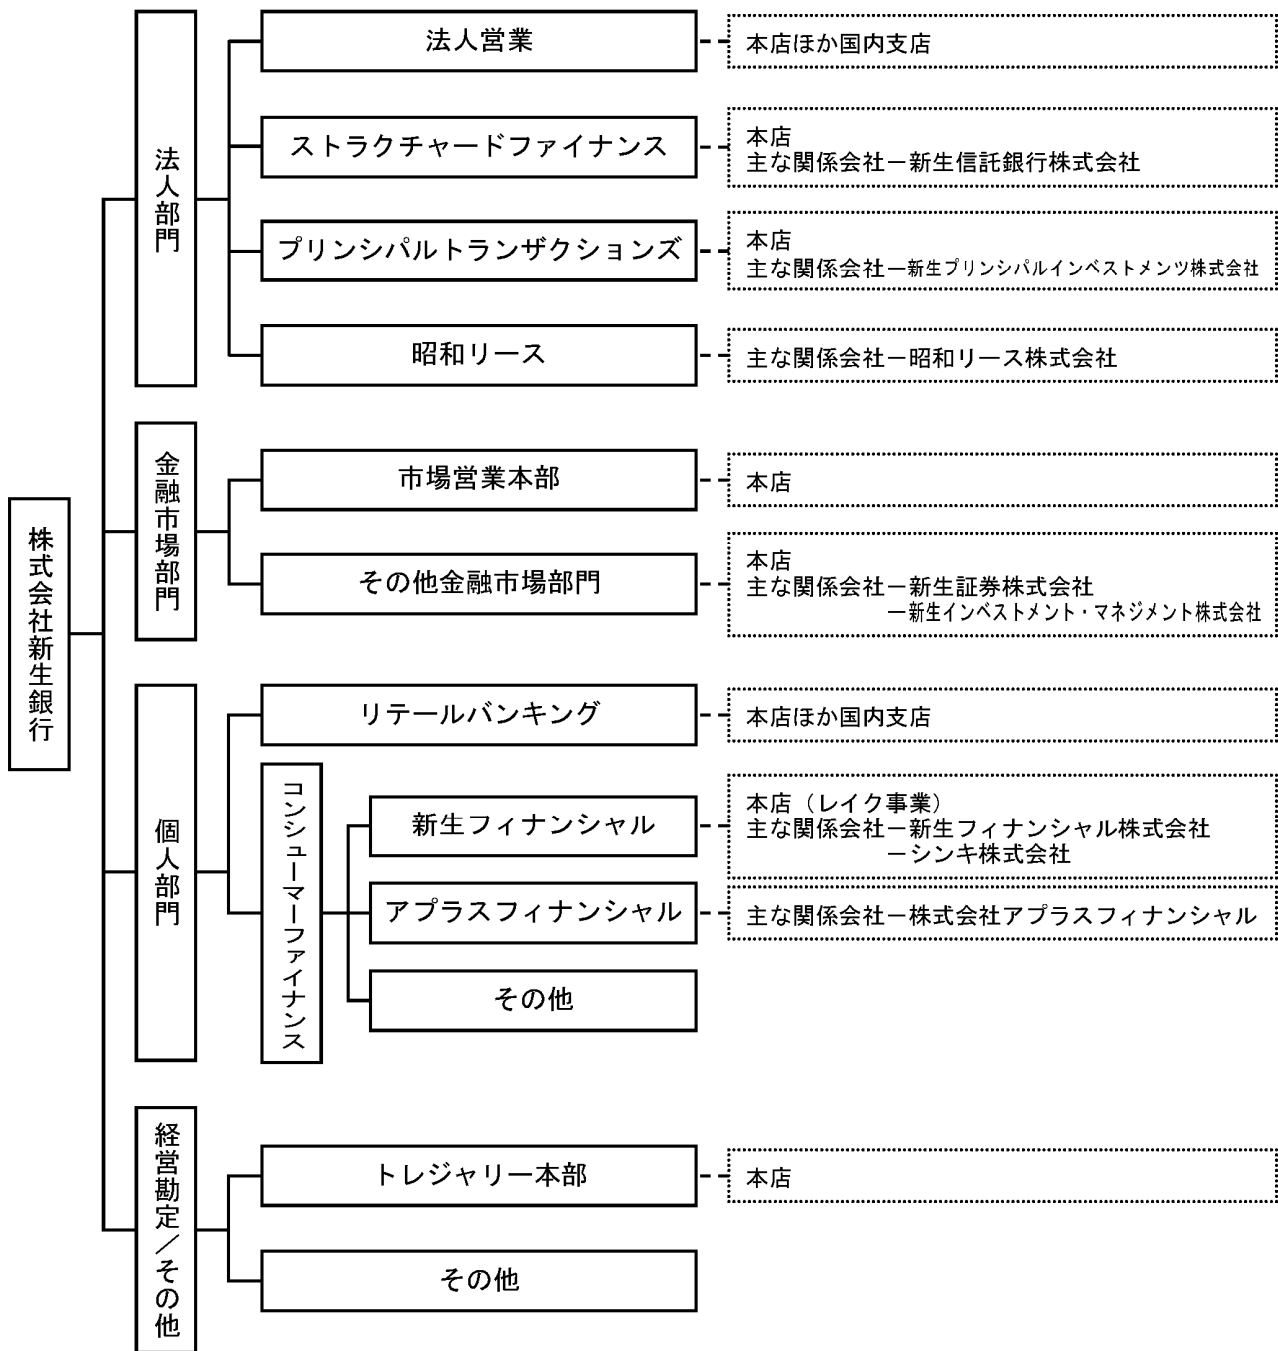 株式会社新生銀行
法人部門
法人営業
本店ほか国内支店
ストラクチャードファイナンス
本店
主な関係会社－新生信託銀行株式会社
プリンシパルトランザクションズ
本店
主な関係会社－新生プリンシパルインベストメンツ株式会社
昭和リース
主な関係会社－昭和リース株式会社
金融市場部門
市場営業本部
本店
その他金融市場部門
本店
主な関係会社－新生証券株式会社
－新生インベストメント・マネジメント株式会社
個人部門
リテールバンキング
本店ほか国内支店
コンシューマーファイナンス
新生フィナンシャル
本店（レイク事業）
主な関係会社－新生フィナンシャル株式会社
－シンキ株式会社
アプラスフィナンシャル
主な関係会社－株式会社アプラスフィナンシャル
その他
経営勘定／その他
トレジャリー本部
本店
その他